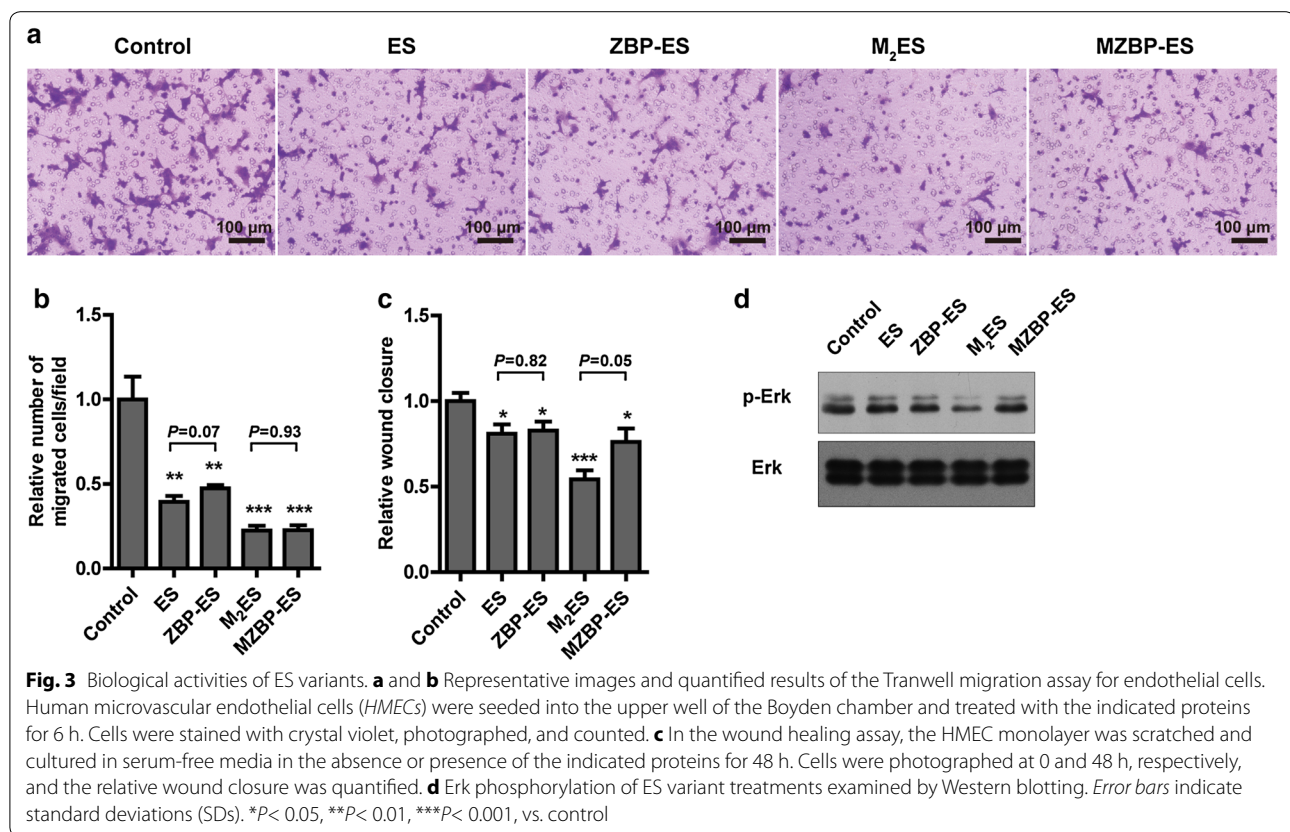 a
Control ES ZBP-ES M₂ES MZBP-ES
100 µm 100 µm 100 µm 100 µm 100 µm
b
Relative number of
migrated cells/field
1.5
1.0
0.5
0.0
P=0.07 P=0.93
** ** *** ***
Control ES ZBP-ES M₂ES MZBP-ES
c
Relative wound closure
1.5
1.0
0.5
0.0
P=0.82 P=0.05
* * *** *
Control ES ZBP-ES M₂ES MZBP-ES
d
Control ES ZBP-ES M₂ES MZBP-ES
p-Erk
Erk
Fig. 3 Biological activities of ES variants. a and b Representative images and quantified results of the Tranwell migration assay for endothelial cells.
Human microvascular endothelial cells (HMECs) were seeded into the upper well of the Boyden chamber and treated with the indicated proteins
for 6 h. Cells were stained with crystal violet, photographed, and counted. c In the wound healing assay, the HMEC monolayer was scratched and
cultured in serum-free media in the absence or presence of the indicated proteins for 48 h. Cells were photographed at 0 and 48 h, respectively,
and the relative wound closure was quantified. d Erk phosphorylation of ES variant treatments examined by Western blotting. Error bars indicate
standard deviations (SDs). *P< 0.05, **P< 0.01, ***P< 0.001, vs. control